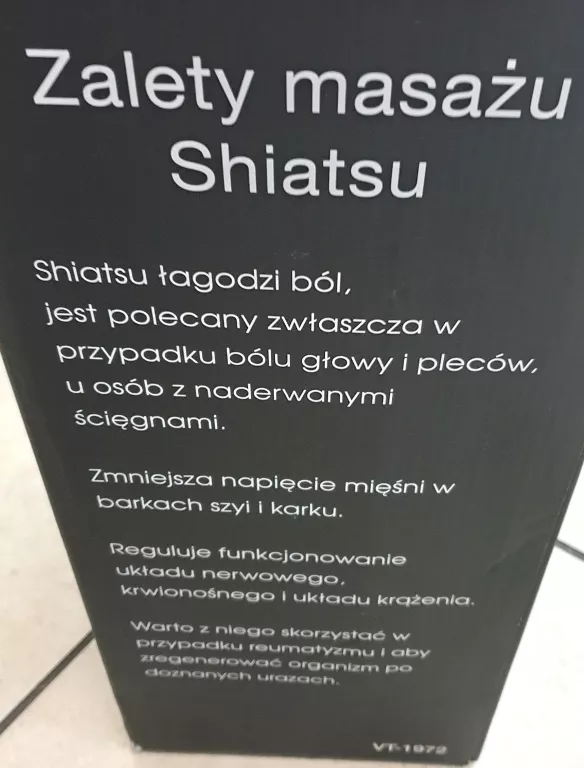 Zalety masażu
Shiatsu
Shiatsu łagodzi ból,
jest polecany zwłaszcza w
przypadku bólu głowy i pleców,
u osób z naderwanymi
ścięgnami.
Zmniejsza napięcie mięśni w
barkach szyi i karku.
Reguluje funkcjonowanie
układu nerwowego,
krwionośnego i układu krążenia.
Warto z niego skorzystać w
przypadku reumatyzmu i aby
zregenerować organizm po
doznanych urazach.
VT-1972